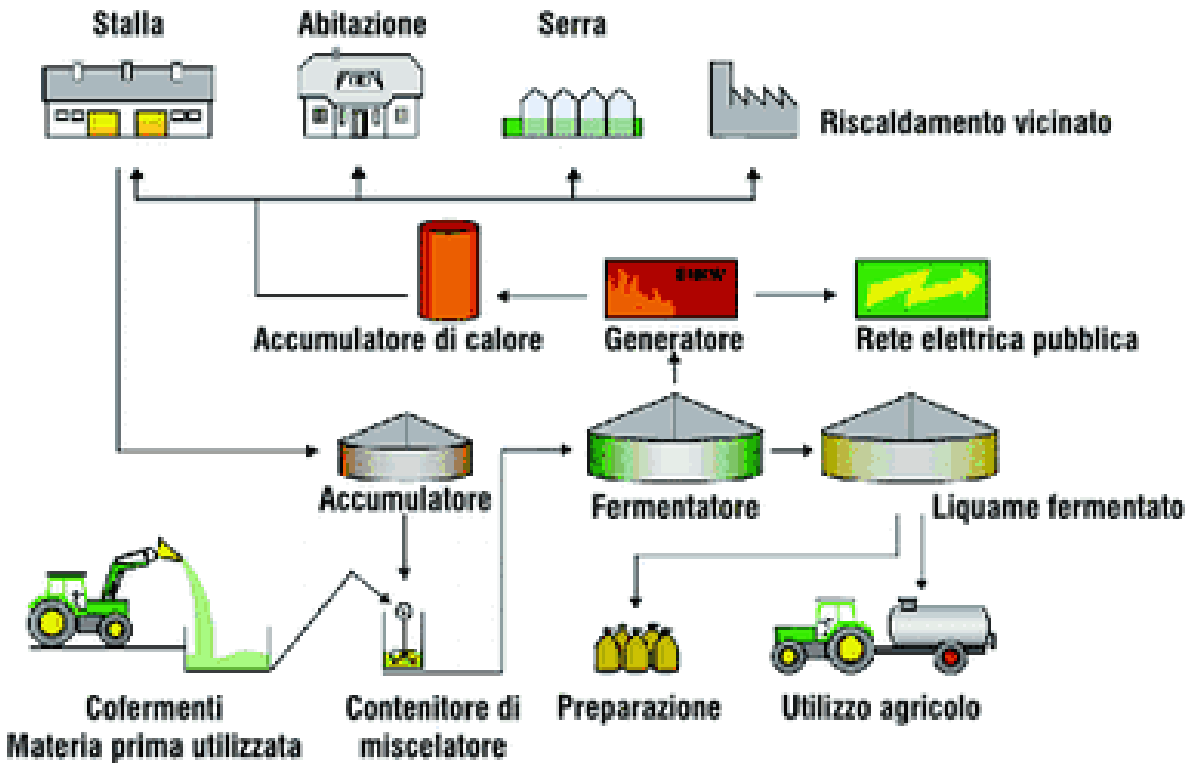 Stalla
Abitazione
Serra
Riscaldamento vicinato
Accumulatore di calore
Generatore
Rete elettrica pubblica
Accumulatore
Fermentatore
Liquame fermentato
Cofermenti
Materia prima utilizzata
Contenitore di
miscelatore
Preparazione
Utilizzo agricolo